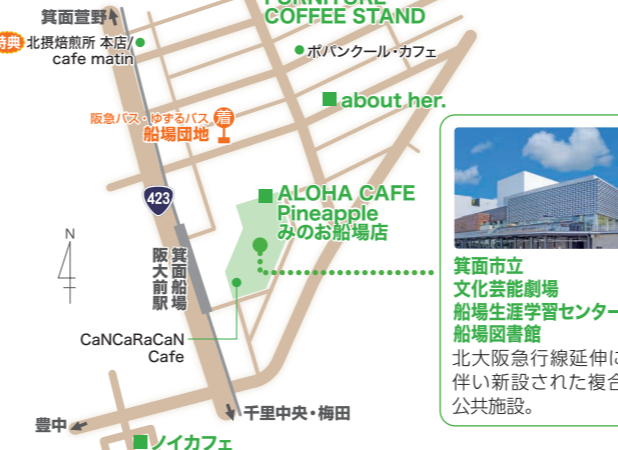 FURNITURE
COFFEE STAND
箕面萱野
特典 北摂焙煎所 本店/
cafe matin
ポパンクール・カフェ
about her.
阪急バス・ゆずるバス 着
船場団地
423
ALOHA CAFE
Pineapple
みのお船場店
N
箕面船場
阪大前駅
CaNCaRaCaN
Cafe
箕面市立
文化芸能劇場
船場生涯学習センター
船場図書館
北大阪急行線延伸に
伴い新設された複合
公共施設。
豊中
千里中央・梅田
ノイカフェ